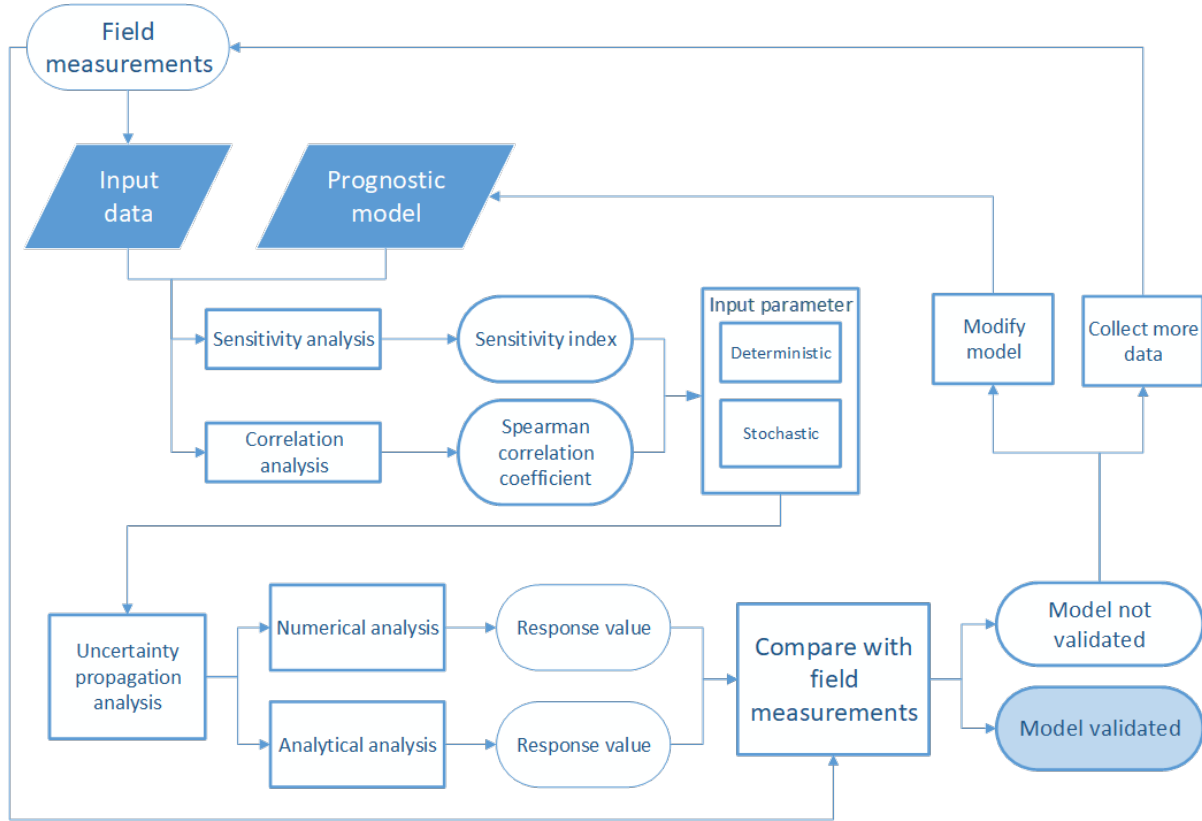 Field
measurements
Input
data
Prognostic
model
Input parameter
Deterministic
Stochastic
Modify
model
Collect more
data
Sensitivity analysis
Sensitivity index
Correlation
analysis
Spearman
correlation
coefficient
Uncertainty
propagation
analysis
Numerical analysis
Response value
Analytical analysis
Response value
Compare with
field
measurements
Model not
validated
Model validated